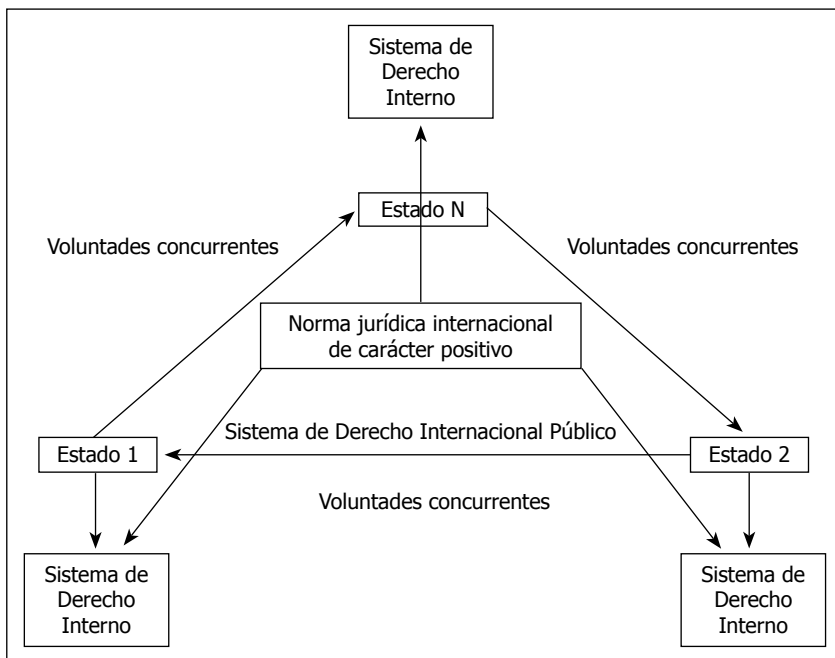 Sistema de
Derecho
Interno
Estado N
Voluntades concurrentes
Voluntades concurrentes
Norma jurídica internacional
de carácter positivo
Sistema de Derecho Internacional Público
Estado 1
Estado 2
Voluntades concurrentes
Sistema de
Derecho
Interno
Sistema de
Derecho
Interno